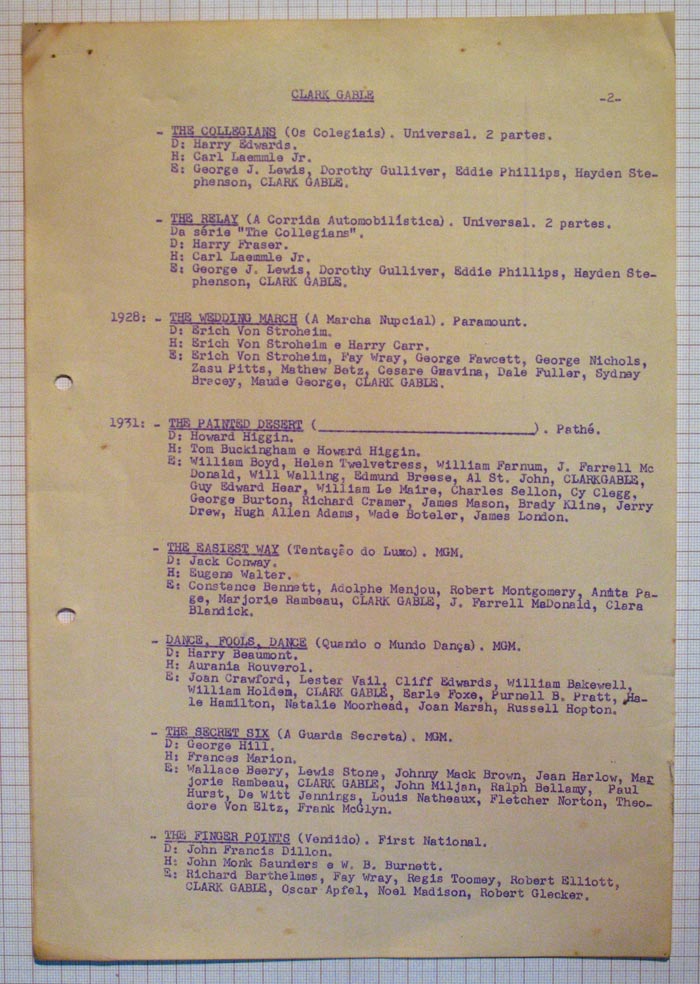 CLARK GABLE -2-
- THE COLLEGIANS (Os Colegiais). Universal. 2 partes.
D: Harry Edwards.
H: Carl Laemmle Jr.
E: George J. Lewis, Dorothy Gulliver, Eddie Phillips, Hayden Ste-
phenson, CLARK GABLE.
- THE RELAY (A Corrida Automobilística). Universal. 2 partes.
Da série "The Collegians".
D: Harry Fraser.
H: Carl Laemmle Jr.
E: George J. Lewis, Dorothy Gulliver, Eddie Phillips, Hayden Ste-
phenson, CLARK GABLE.
1928: - THE WEDDING MARCH (A Marcha Nupcial). Paramount.
D: Erich Von Stroheim.
H: Erich Von Stroheim e Harry Carr.
E: Erich Von Stroheim, Fay Wray, George Fawcett, George Nichols,
Zasu Pitts, Mathew Betz, Cesare Gravina, Dale Fuller, Sydney
Bracey, Maude George, CLARK GABLE.
1931: - THE PAINTED DESERT (______________________________). Pathé.
D: Howard Higgin.
H: Tom Buckingham e Howard Higgin.
E: William Boyd, Helen Twelvetress, William Farnum, J. Farrell Mc
Donald, Will Walling, Edmund Breese, Al St. John, CLARKGABLE,
Guy Edward Hear, William Le Maire, Charles Sellon, Cy Clegg,
George Burton, Richard Cramer, James Mason, Brady Kline, Jerry
Drew, Hugh Allen Adams, Wade Boteler, James London.
- THE EASIEST WAY (Tentação do Luxo). MGM.
D: Jack Conway.
H: Eugene Walter.
E: Constance Bennett, Adolphe Menjou, Robert Montgomery, Anita Pa-
ge, Marjorie Rambeau, CLARK GABLE, J. Farrell MaDonald, Clara
Blandick.
- DANCE, FOOLS, DANCE (Quando o Mundo Dança). MGM.
D: Harry Beaumont.
H: Aurania Rouverol.
E: Joan Crawford, Lester Vail, Cliff Edwards, William Bakewell,
William Holden, CLARK GABLE, Earle Foxe, Purnell B. Pratt, Ha-
le Hamilton, Natalie Moorhead, Joan Marsh, Russell Hopton.
- THE SECRET SIX (A Guarda Secreta). MGM.
D: George Hill.
H: Frances Marion.
E: Wallace Beery, Lewis Stone, Johnny Mack Brown, Jean Harlow, Mar
jorie Rambeau, CLARK GABLE, John Miljan, Ralph Bellamy, Paul
Hurst, De Witt Jennings, Louis Natheaux, Fletcher Norton, Theo-
dore Von Eltz, Frank McGlyn.
- THE FINGER POINTS (Vendido). First National.
D: John Francis Dillon.
H: John Monk Saunders e W. B. Burnett.
E: Richard Barthelmes, Fay Wray, Regis Toomey, Robert Elliott,
CLARK GABLE, Oscar Apfel, Noel Madison, Robert Glecker.